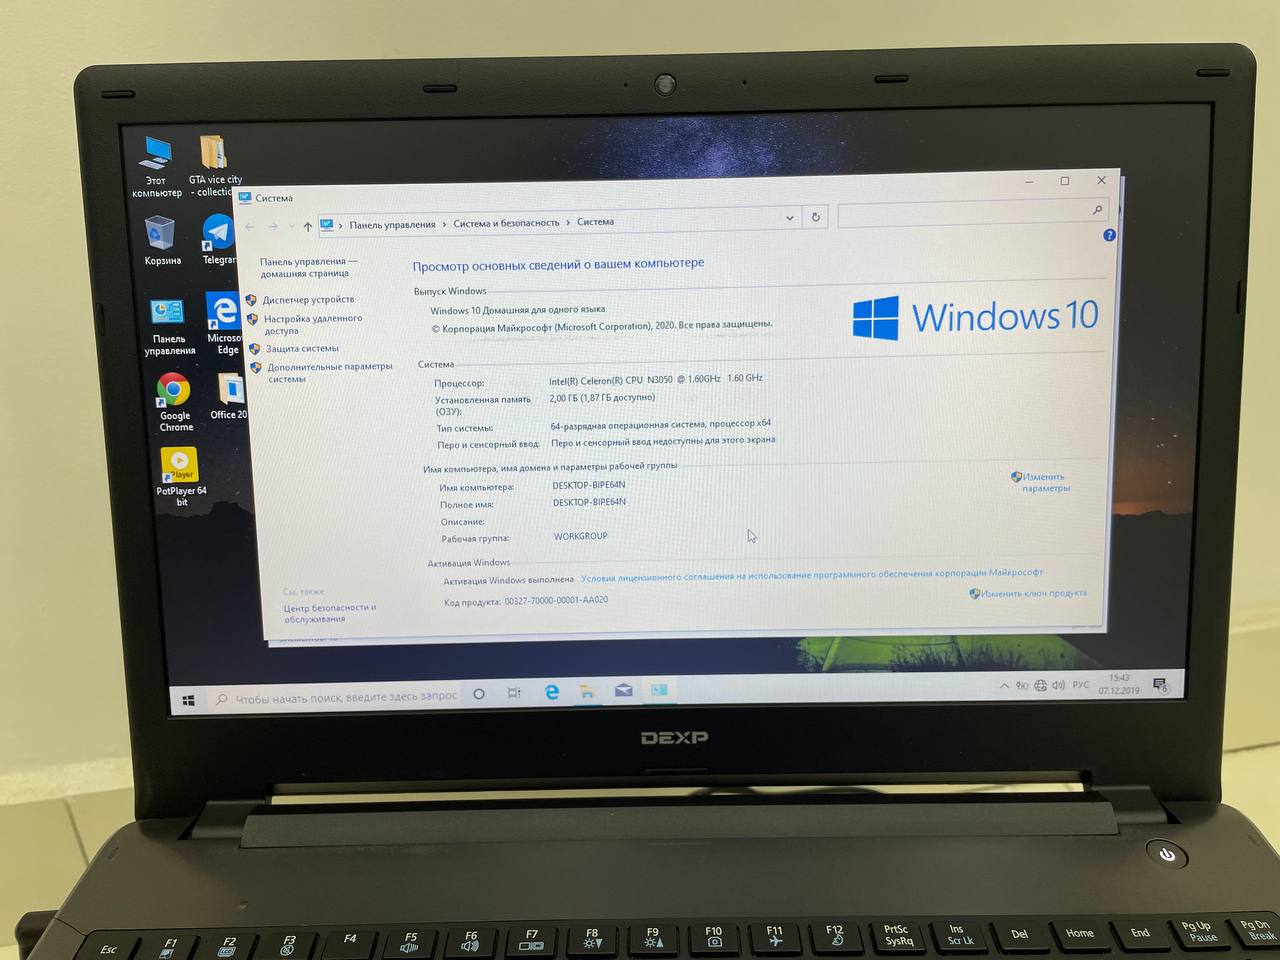 Этот
компьютер
GTA vice city
- collectio
Корзина
Telegram
Панель
управления
Microso
Edge
Google
Chrome
Office 20
Player
PotPlayer 64
bit
Система
Панель управления › Система и безопасность › Система
Панель управления —
домашняя страница
Диспетчер устройств
Настройка удаленного
доступа
Защита системы
Дополнительные параметры
системы
См. также
Центр безопасности и
обслуживания
Просмотр основных сведений о вашем компьютере
Выпуск Windows
Windows 10 Домашняя для одного языка
© Корпорация Майкрософт (Microsoft Corporation), 2020. Все права защищены.
Windows 10
Система
Процессор: Intel(R) Celeron(R) CPU N3050 @ 1.60GHz 1.60 GHz
Установленная память
(ОЗУ): 2,00 ГБ (1,87 ГБ доступно)
Тип системы: 64-разрядная операционная система, процессор x64
Перо и сенсорный ввод: Перо и сенсорный ввод недоступны для этого экрана
Имя компьютера, имя домена и параметры рабочей группы
Имя компьютера: DESKTOP-BIPE64N
Изменить
параметры
Полное имя: DESKTOP-BIPE64N
Описание:
Рабочая группа: WORKGROUP
Активация Windows
Активация Windows выполнена Условия лицензионного соглашения на использование программного обеспечения корпорации Майкрософт
Код продукта: 00327-70000-00001-AA020
Изменить ключ продукта
Чтобы начать поиск, введите здесь запрос
РУС
15:43
07.12.2019
6
DEXP
Esc
F1
F2
F3
F4
F5
F6
F7
F8
F9
F10
F11
F12
PrtSc
SysRq
Ins
Scr Lk
Del
Home
End
Pg Up
Pause
Pg Dn
Break